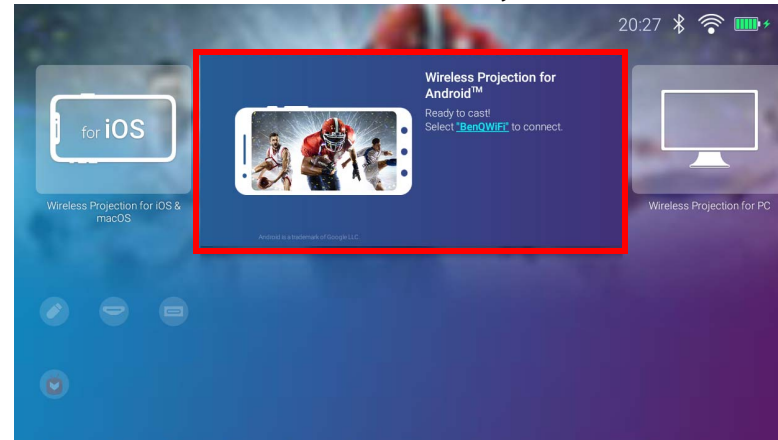 20:27
for iOS
Wireless Projection for
Android™
Ready to cast!
Select "BenQWiFi" to connect.
Wireless Projection for iOS &
macOS
Wireless Projection for PC
Android is a trademark of Google LLC.